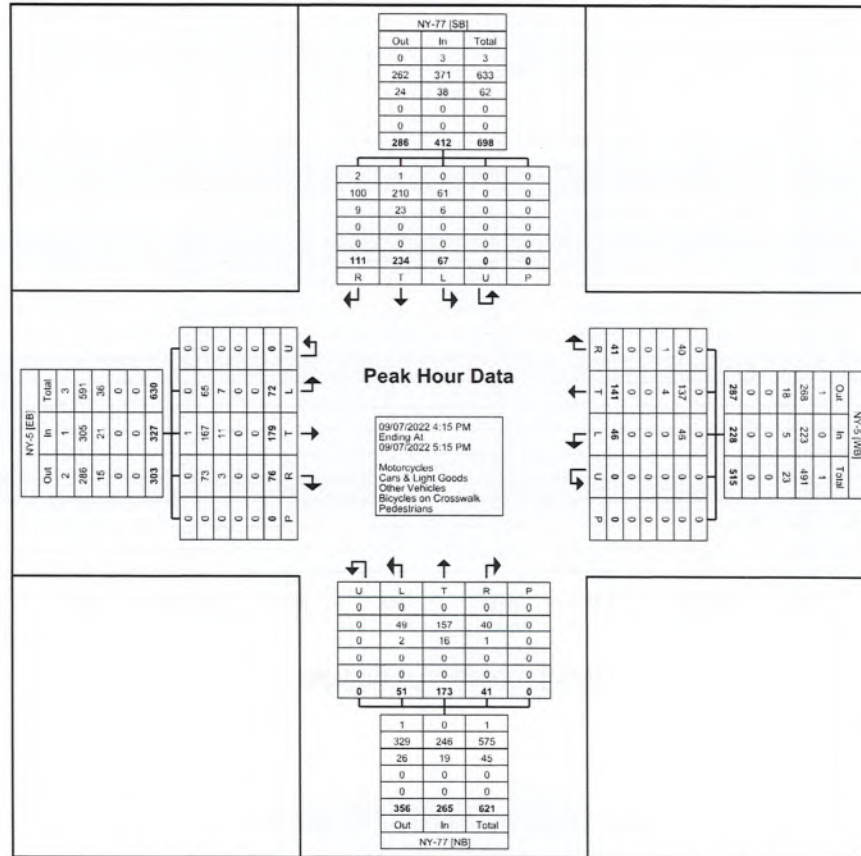 NY-77 [SB]
Out In Total
0 3 3
262 371 633
24 38 62
0 0 0
0 0 0
286 412 698
2 1 0 0 0
100 210 61 0 0
9 23 6 0 0
0 0 0 0 0
0 0 0 0 0
111 234 67 0 0
R T L U P
NY-5 [EB]
Total 3 591 36 0 0 630
In 1 305 21 0 0 327
Out 2 286 15 0 0 303
0 0 0 0 0 0 U
0 65 7 0 0 72 L
1 167 11 0 0 179 T
0 73 3 0 0 76 R
0 0 0 0 0 0 P
Peak Hour Data
09/07/2022 4:15 PM
Ending At
09/07/2022 5:15 PM
Motorcycles
Cars & Light Goods
Other Vehicles
Bicycles on Crosswalk
Pedestrians
R 41 0 0 1 40 0
T 141 0 0 4 137 0
L 46 0 0 0 46 0
U 0 0 0 0 0 0
P 0 0 0 0 0 0
287 0 0 18 268 1 Out
228 0 0 5 223 0 In
515 0 0 23 491 1 Total
NY-5 [WB]
U L T R P
0 0 0 0 0
0 49 157 40 0
0 2 16 1 0
0 0 0 0 0
0 0 0 0 0
0 51 173 41 0
1 0 1
329 246 575
26 19 45
0 0 0
0 0 0
356 265 621
Out In Total
NY-77 [NB]